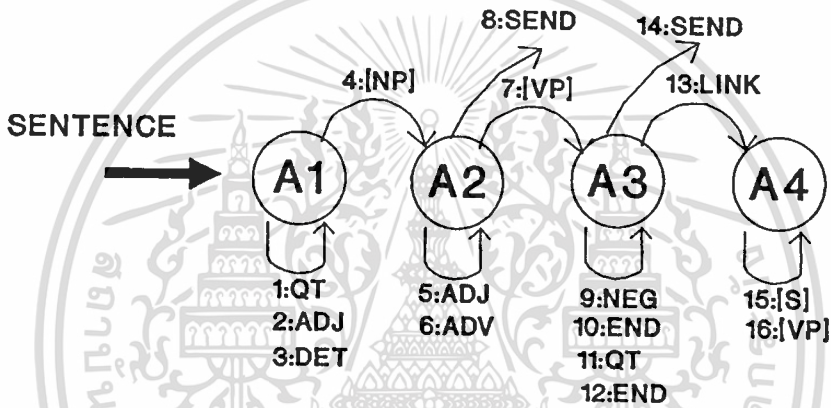 8:SEND
14:SEND
4:[NP]
7:[VP]
13:LINK
SENTENCE
A1
A2
A3
A4
1:QT
2:ADJ
3:DET
5:ADJ
6:ADV
9:NEG
10:END
11:QT
12:END
15:[S]
16:[VP]